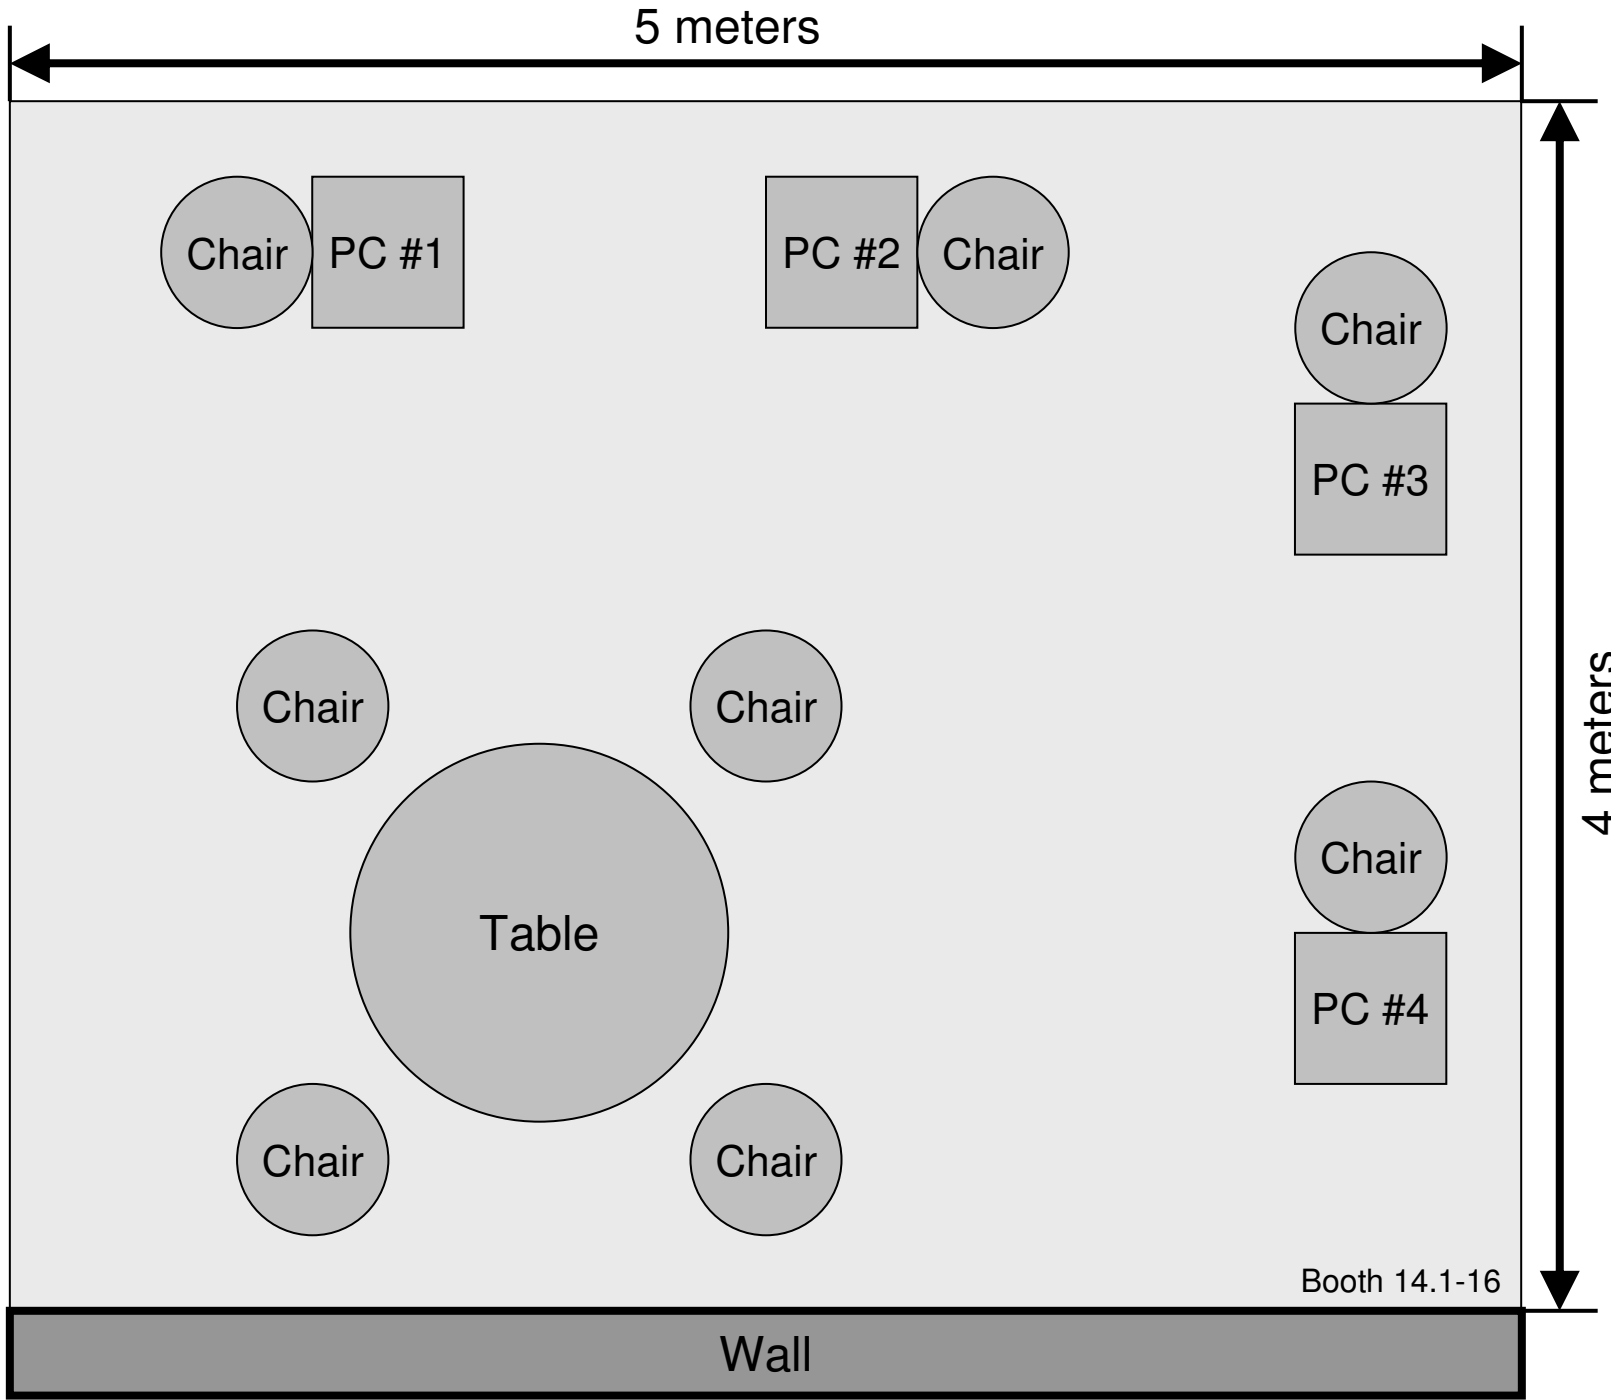 5 meters
Chair
PC #1
PC #2
Chair
Chair
PC #3
4 meters
Chair
Chair
Chair
Table
PC #4
Chair
Chair
Booth 14.1-16
Wall